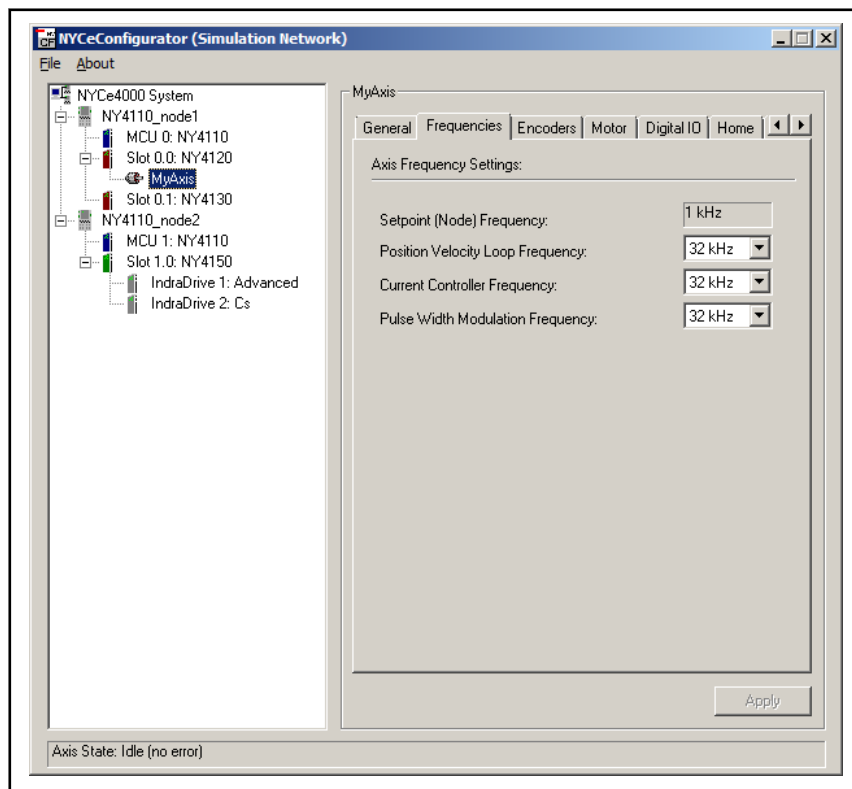 NYCeConfigurator (Simulation Network)
File About
NYCe4000 System
NY4110_node1
MCU 0: NY4110
Slot 0.0: NY4120
MyAxis
Slot 0.1: NY4130
NY4110_node2
MCU 1: NY4110
Slot 1.0: NY4150
IndraDrive 1: Advanced
IndraDrive 2: Cs
MyAxis
General Frequencies Encoders Motor Digital IO Home
Axis Frequency Settings:
Setpoint (Node) Frequency: 1 kHz
Position Velocity Loop Frequency: 32 kHz
Current Controller Frequency: 32 kHz
Pulse Width Modulation Frequency: 32 kHz
Apply
Axis State: Idle (no error)